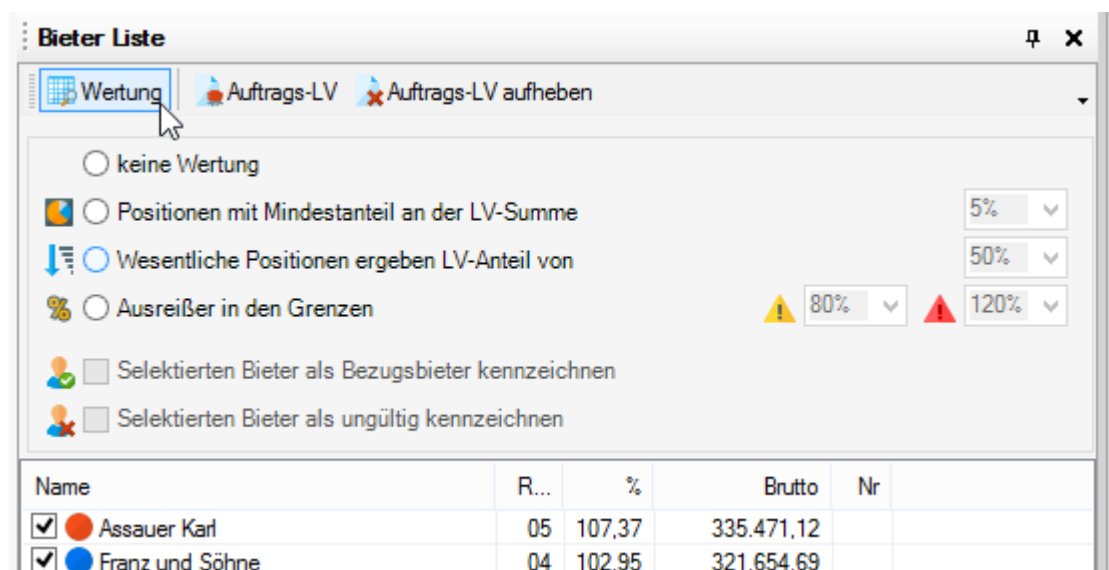 Bieter Liste
Wertung Auftrags-LV Auftrags-LV aufheben
keine Wertung
Positionen mit Mindestanteil an der LV-Summe 5%
Wesentliche Positionen ergeben LV-Anteil von 50%
% Ausreißer in den Grenzen 80% 120%
Selektierten Bieter als Bezugsbieter kennzeichnen
Selektierten Bieter als ungültig kennzeichnen
Name R... % Brutto Nr
Assauer Karl 05 107,37 335.471,12
Franz und Söhne 04 102,95 321.654,69